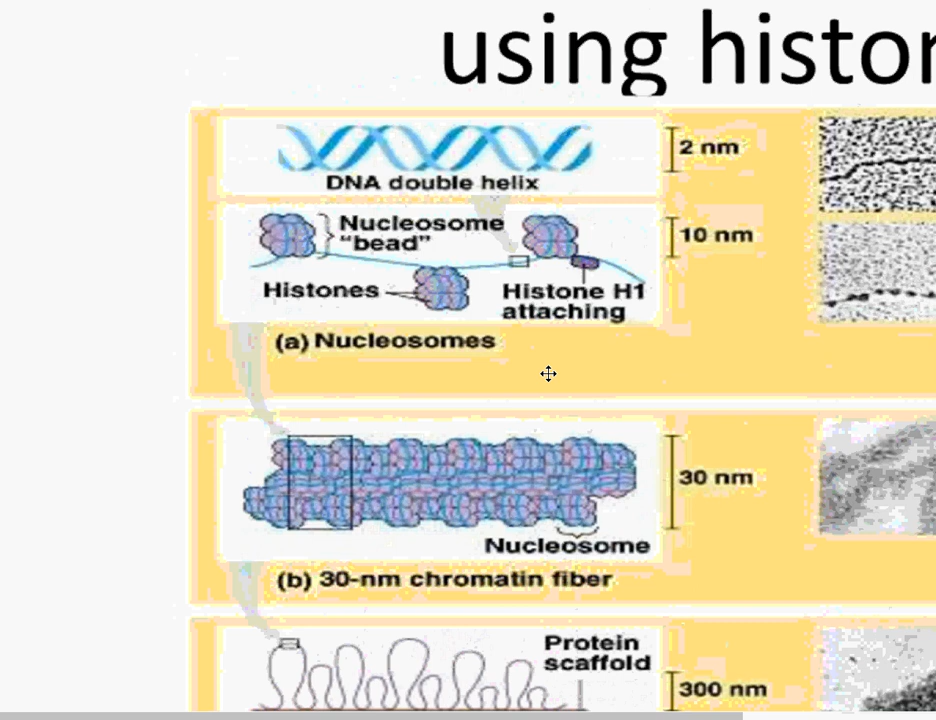 using histor
2 nm
DNA double helix
Nucleosome
“bead”
10 nm
Histones
Histone H1
attaching
(a) Nucleosomes
30 nm
Nucleosome
(b) 30-nm chromatin fiber
Protein
scaffold
300 nm